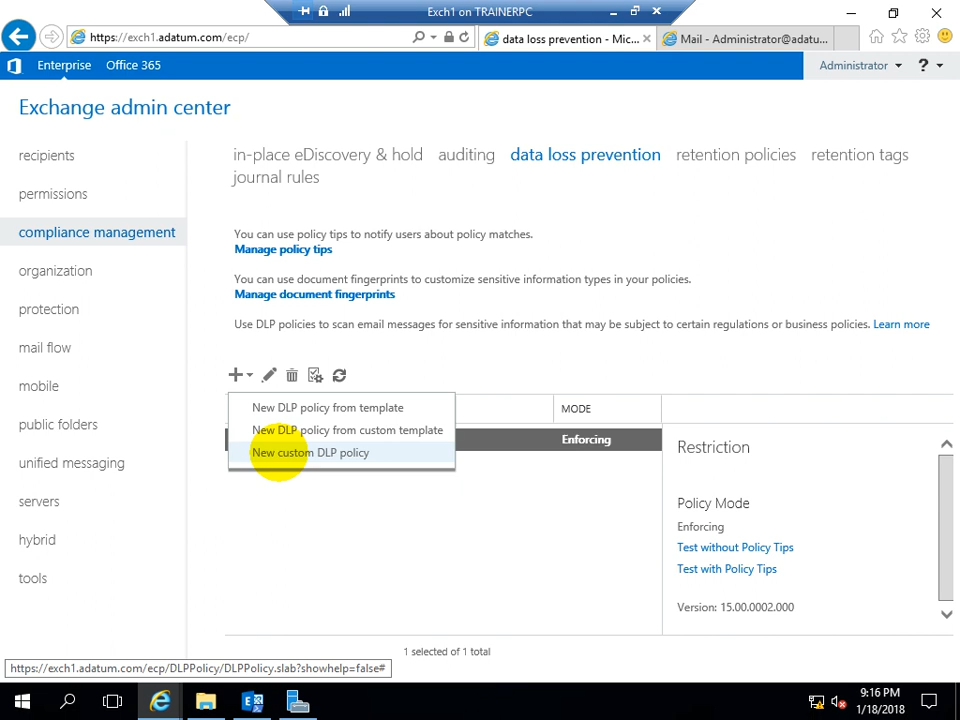 Exch1 on TRAINERPC
https://exch1.adatum.com/ecp/
data loss prevention - Mic...
Mail - Administrator@adatu...
Enterprise
Office 365
Administrator
?
Exchange admin center
recipients
permissions
compliance management
organization
protection
mail flow
mobile
public folders
unified messaging
servers
hybrid
tools
in-place eDiscovery & hold
auditing
data loss prevention
retention policies
retention tags
journal rules
You can use policy tips to notify users about policy matches.
Manage policy tips
You can use document fingerprints to customize sensitive information types in your policies.
Manage document fingerprints
Use DLP policies to scan email messages for sensitive information that may be subject to certain regulations or business policies. Learn more
New DLP policy from template
New DLP policy from custom template
New custom DLP policy
MODE
Enforcing
Restriction
Policy Mode
Enforcing
Test without Policy Tips
Test with Policy Tips
Version: 15.00.0002.000
1 selected of 1 total
https://exch1.adatum.com/ecp/DLPPolicy/DLPPolicy.slab?showhelp=false#
9:16 PM
1/18/2018